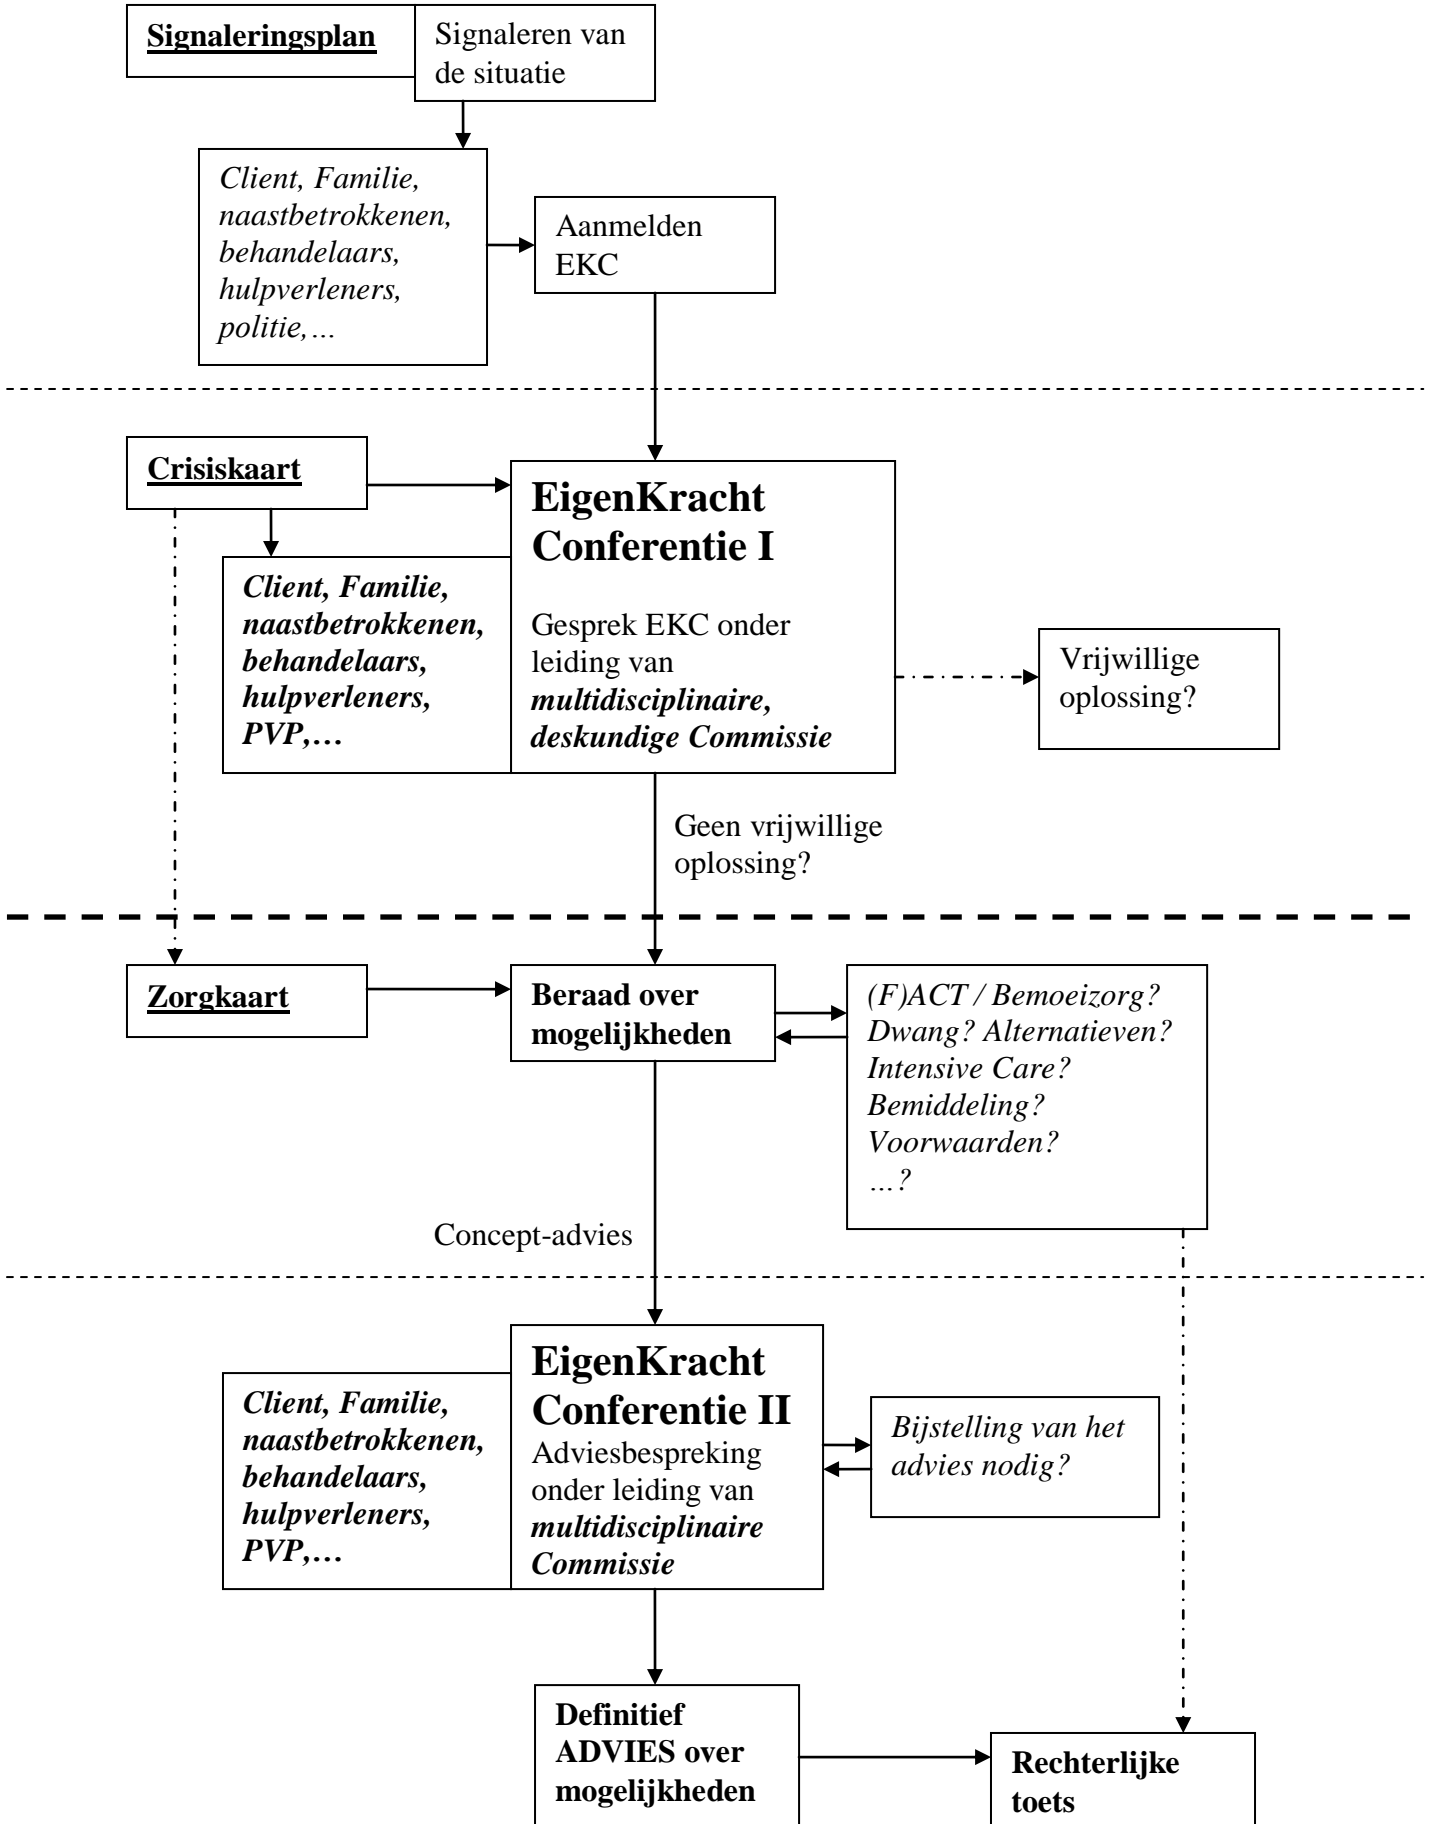 Signaleringsplan
Signaleren van
de situatie
Client, Familie,
naastbetrokkenen,
behandelaars,
hulpverleners,
politie,…
Aanmelden
EKC
Crisiskaart
EigenKracht
Conferentie I
Client, Familie,
naastbetrokkenen,
behandelaars,
hulpverleners,
PVP,…
Gesprek EKC onder
leiding van
multidisciplinaire,
deskundige Commissie
Vrijwillige
oplossing?
Geen vrijwillige
oplossing?
Zorgkaart
Beraad over
mogelijkheden
(F)ACT / Bemoeizorg?
Dwang? Alternatieven?
Intensive Care?
Bemiddeling?
Voorwaarden?
…?
Concept-advies
EigenKracht
Conferentie II
Adviesbespreking
onder leiding van
multidisciplinaire
Commissie
Client, Familie,
naastbetrokkenen,
behandelaars,
hulpverleners,
PVP,…
Bijstelling van het
advies nodig?
Definitief
ADVIES over
mogelijkheden
Rechterlijke
toets